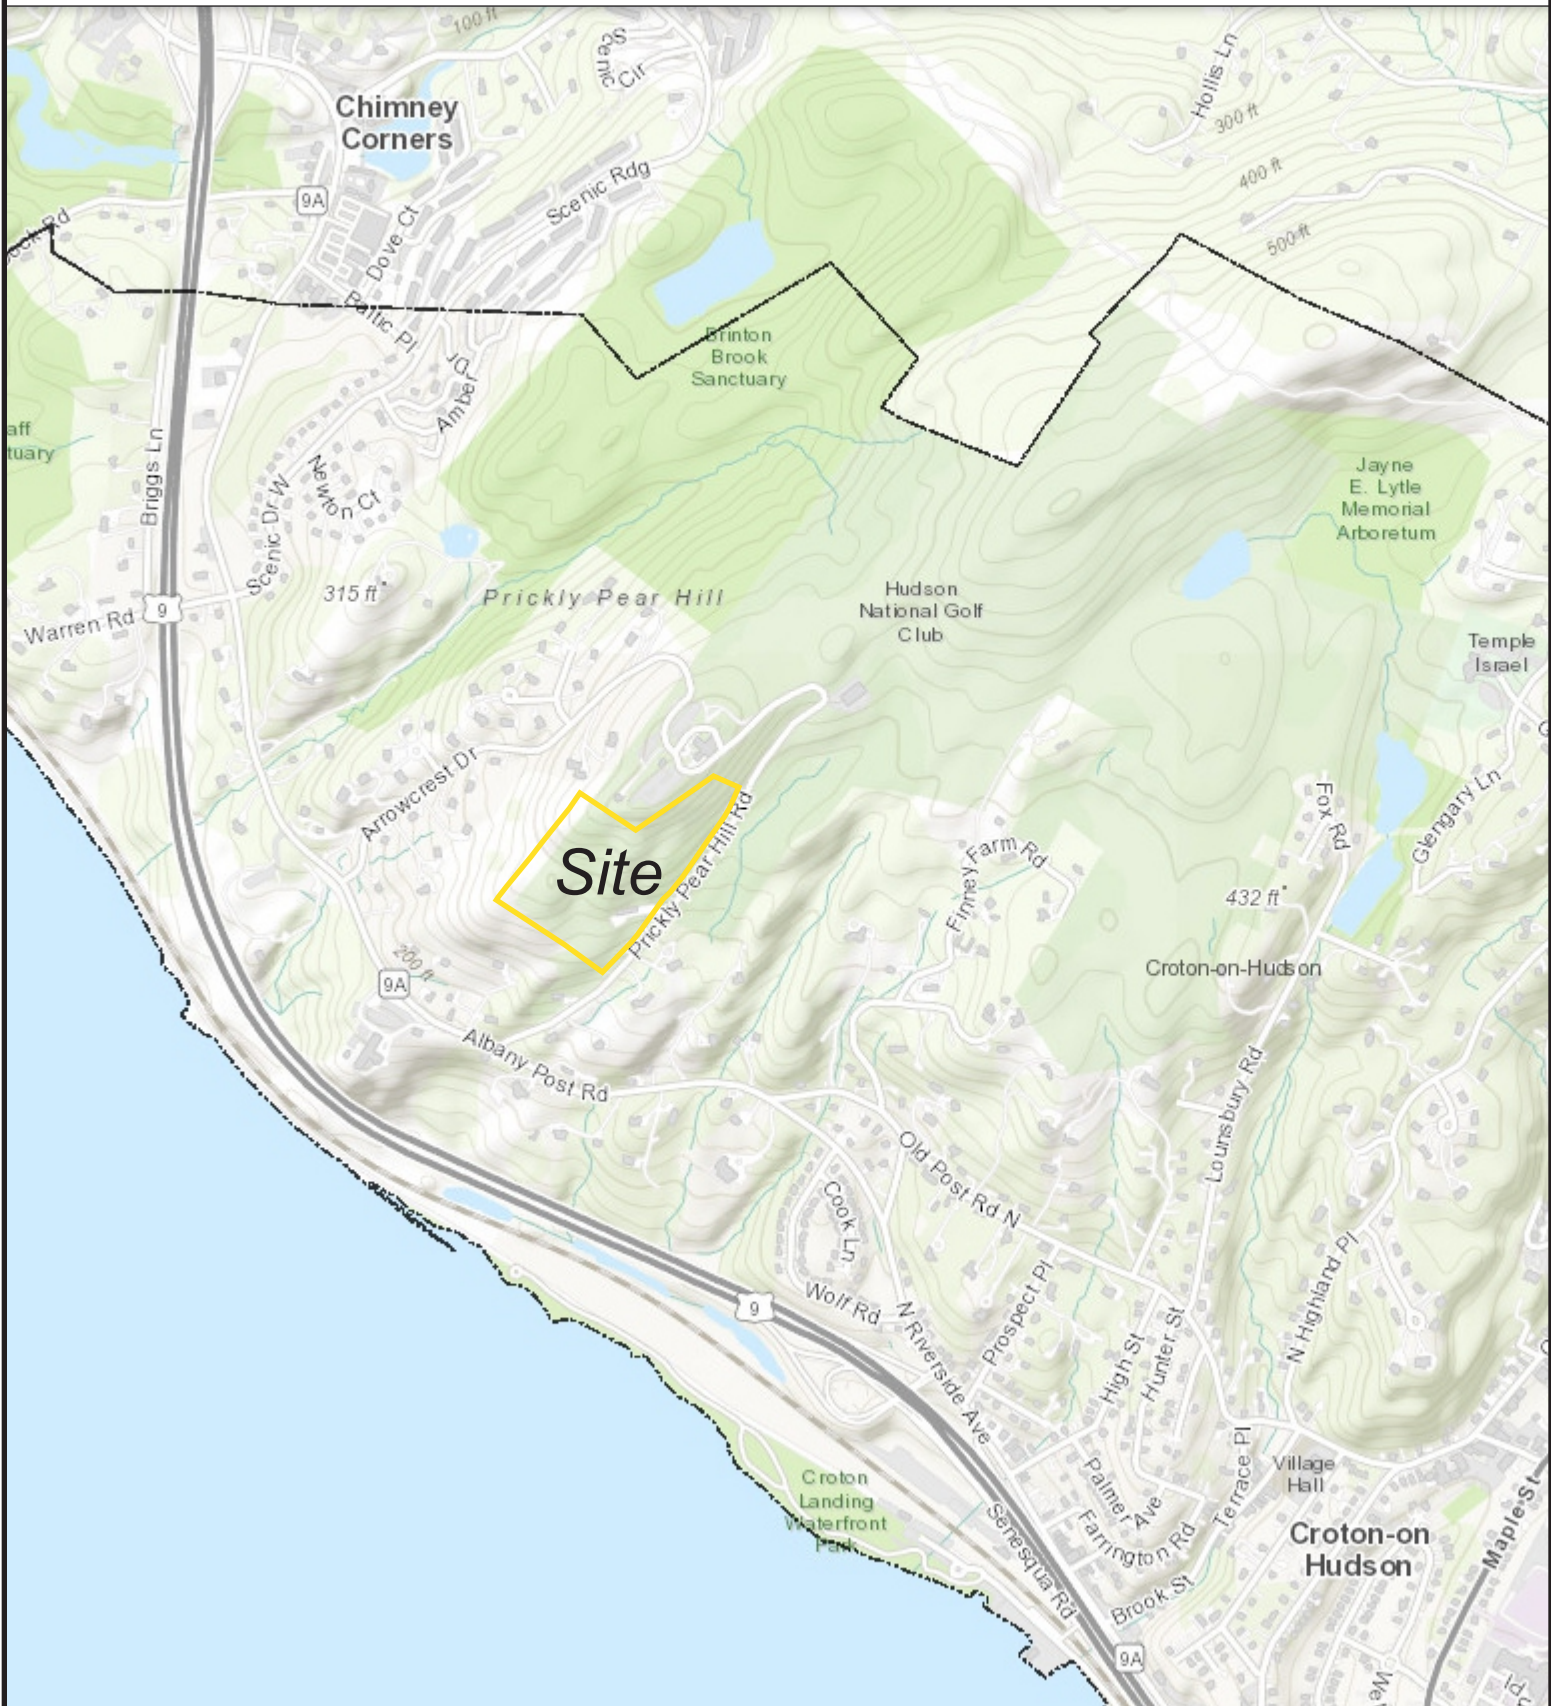 100 ft
Scenic Cir
Hollis Ln
300 ft
Chimney
Corners
400 ft
9A
Scenic Rdg
500 ft
Dove Ct
Baltic Pl
Brinton
Brook
Sanctuary
Amber Dr
aff
tuary
Briggs Ln
Newton Ct
Scenic Dr W
Jayne
E. Lytle
Memorial
Arboretum
315 ft
Prickly Pear Hill
Hudson
National Golf
Club
9
Warren Rd
Temple
Israel
Arrowcrest Dr
Site
Prickly Pear Hill Rd
Finney Farm Rd
Fox Rd
Glengary Ln
432 ft
200 ft
9A
Croton-on-Hudson
Albany Post Rd
Lounsbury Rd
Old Post Rd N
Cook Ln
Wolf Rd
9
N Riverside Ave
Prospect Pl
High St
Hunter St
N Highland Pl
Croton
Landing
Waterfront
Park
Palmer Ave
Terrace Pl
Village
Hall
Farrington Rd
Senesqua Rd
Croton-on
Hudson
Maple St
Brook St
9A
We
Pl